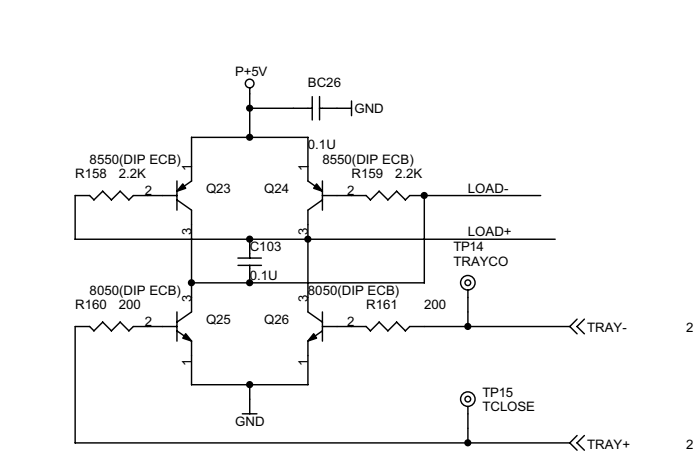 P+5V
BC26
GND
0.1U
8550(DIP ECB)
8550(DIP ECB)
R158 2.2K
R159 2.2K
1
1
2
Q23
Q24
2
LOAD-
3
3
LOAD+
C103
TP14
TRAYCO
0.1U
8050(DIP ECB)
8050(DIP ECB)
R160 200
R161 200
3
3
2
Q25
Q26
2
TRAY- 2
1
1
TP15
TCLOSE
GND
TRAY+ 2